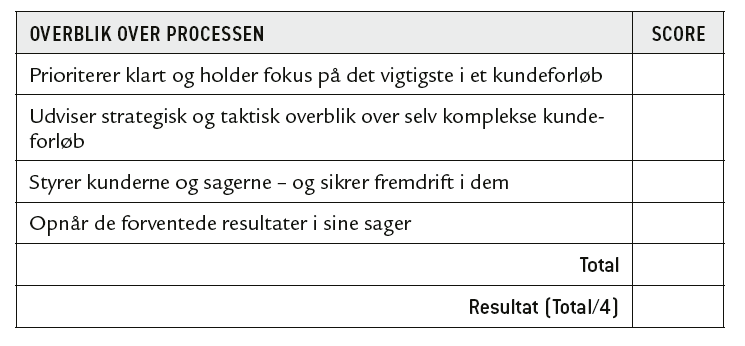 OVERBLIK OVER PROCESSEN SCORE
Prioriterer klart og holder fokus på det vigtigste i et kundeforløb
Udviser strategisk og taktisk overblik over selv komplekse kunde-
forløb
Styrer kunderne og sagerne – og sikrer fremdrift i dem
Opnår de forventede resultater i sine sager
Total
Resultat (Total/4)